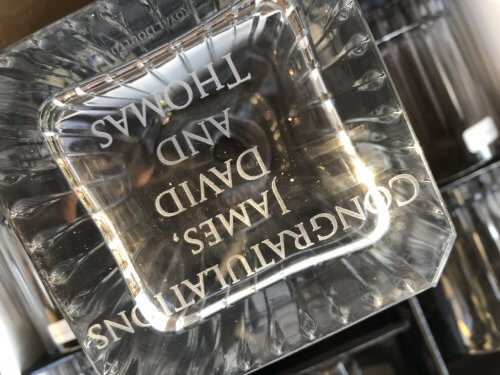 CONGRATULATIONS
JAMES,
DAVID
AND
THOMAS